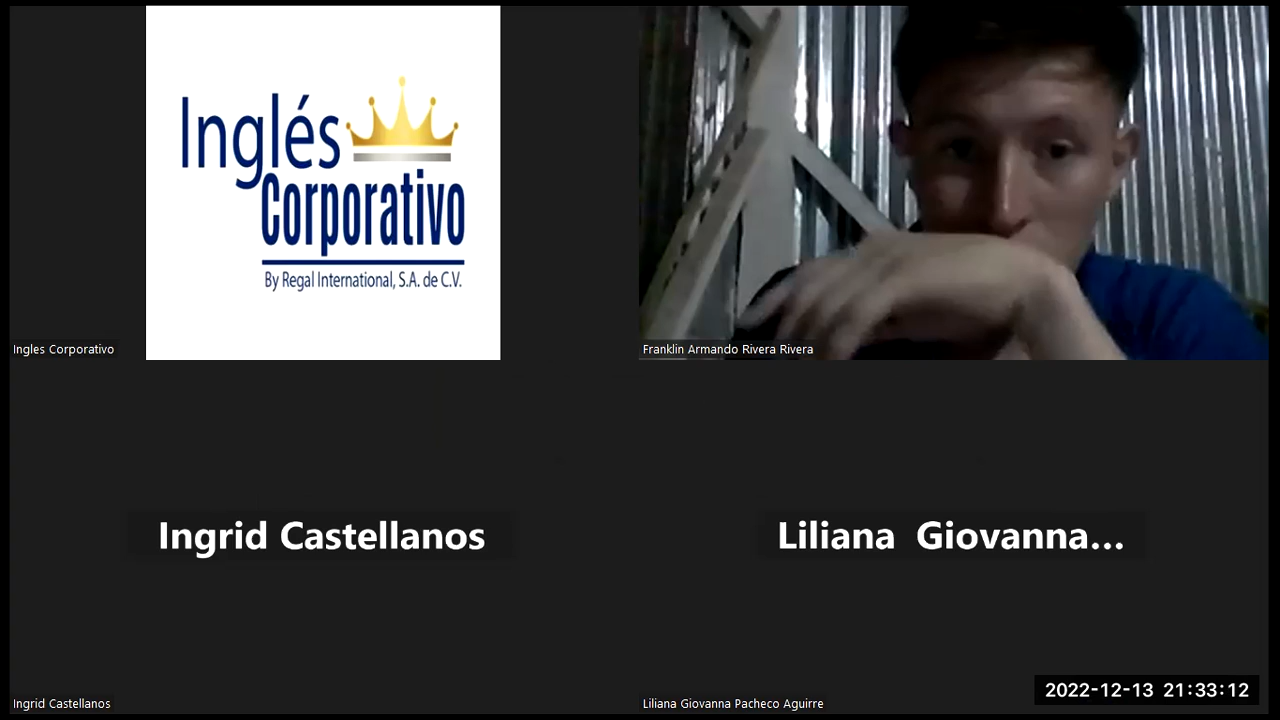 Inglés
Corporativo
By Regal International, S.A. de C.V.
Ingles Corporativo
Franklin Armando Rivera Rivera
Ingrid Castellanos
Liliana Giovanna...
Ingrid Castellanos
Liliana Giovanna Pacheco Aguirre
2022-12-13 21:33:12